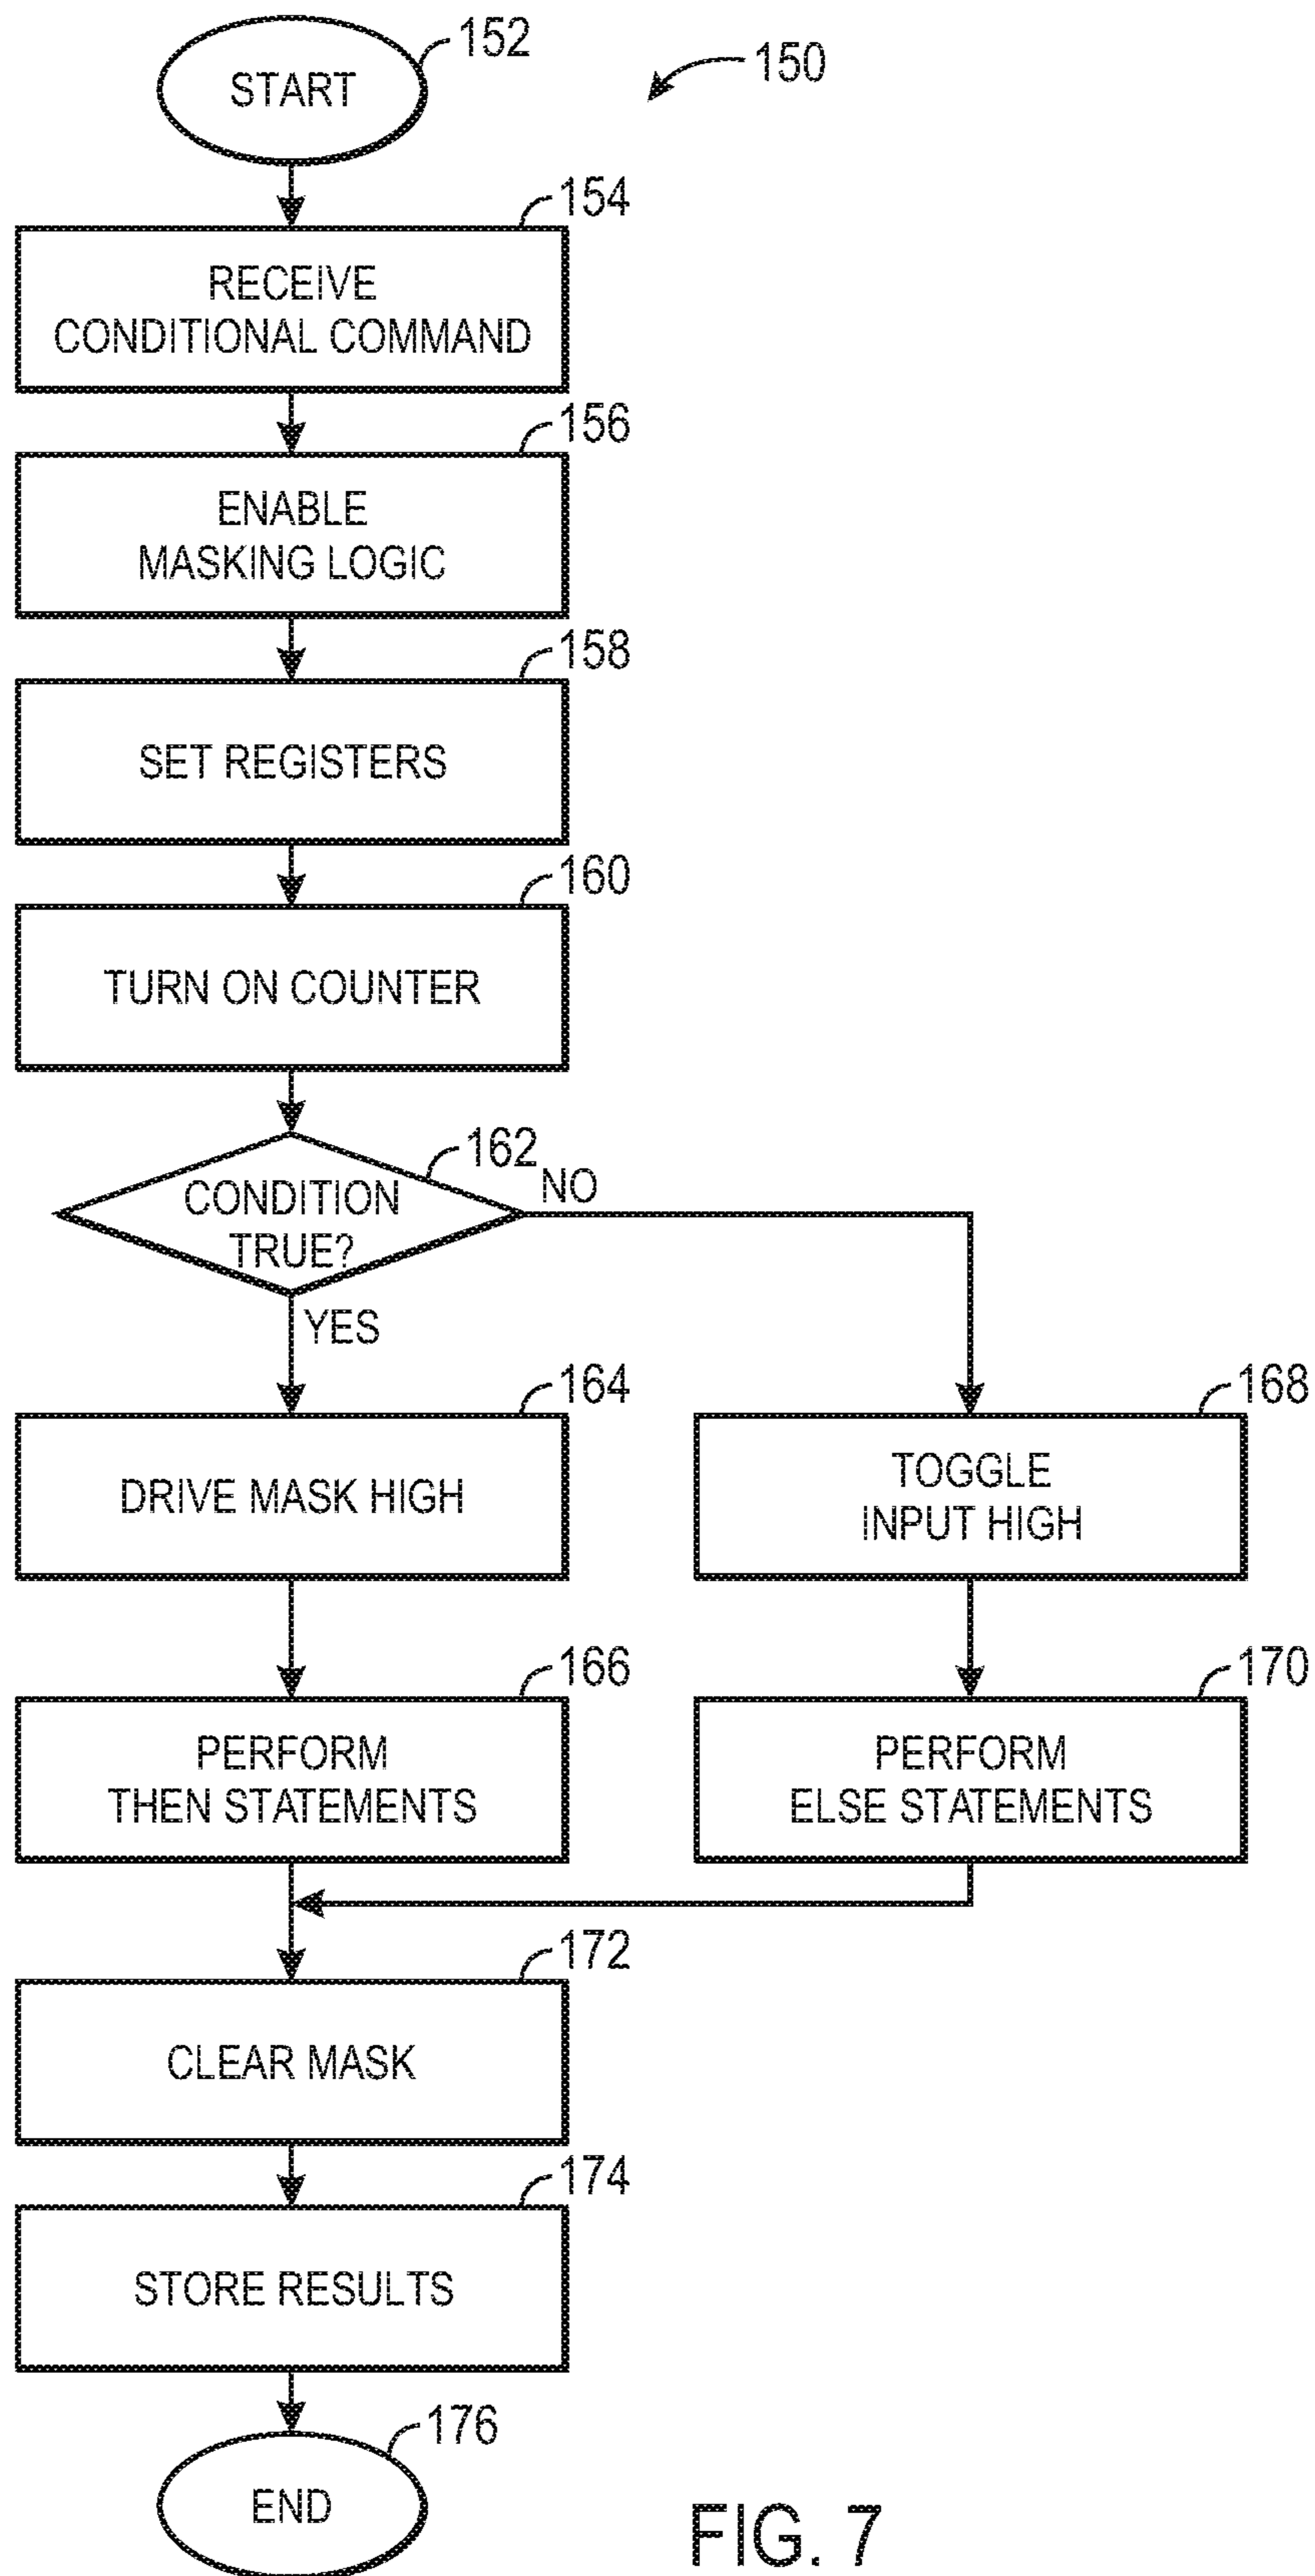 152
START
150
154
RECEIVE
CONDITIONAL COMMAND
156
ENABLE
MASKING LOGIC
158
SET REGISTERS
160
TURN ON COUNTER
162
NO
CONDITION
TRUE?
YES
164
DRIVE MASK HIGH
168
TOGGLE
INPUT HIGH
166
PERFORM
THEN STATEMENTS
170
PERFORM
ELSE STATEMENTS
172
CLEAR MASK
174
STORE RESULTS
176
END
FIG. 7